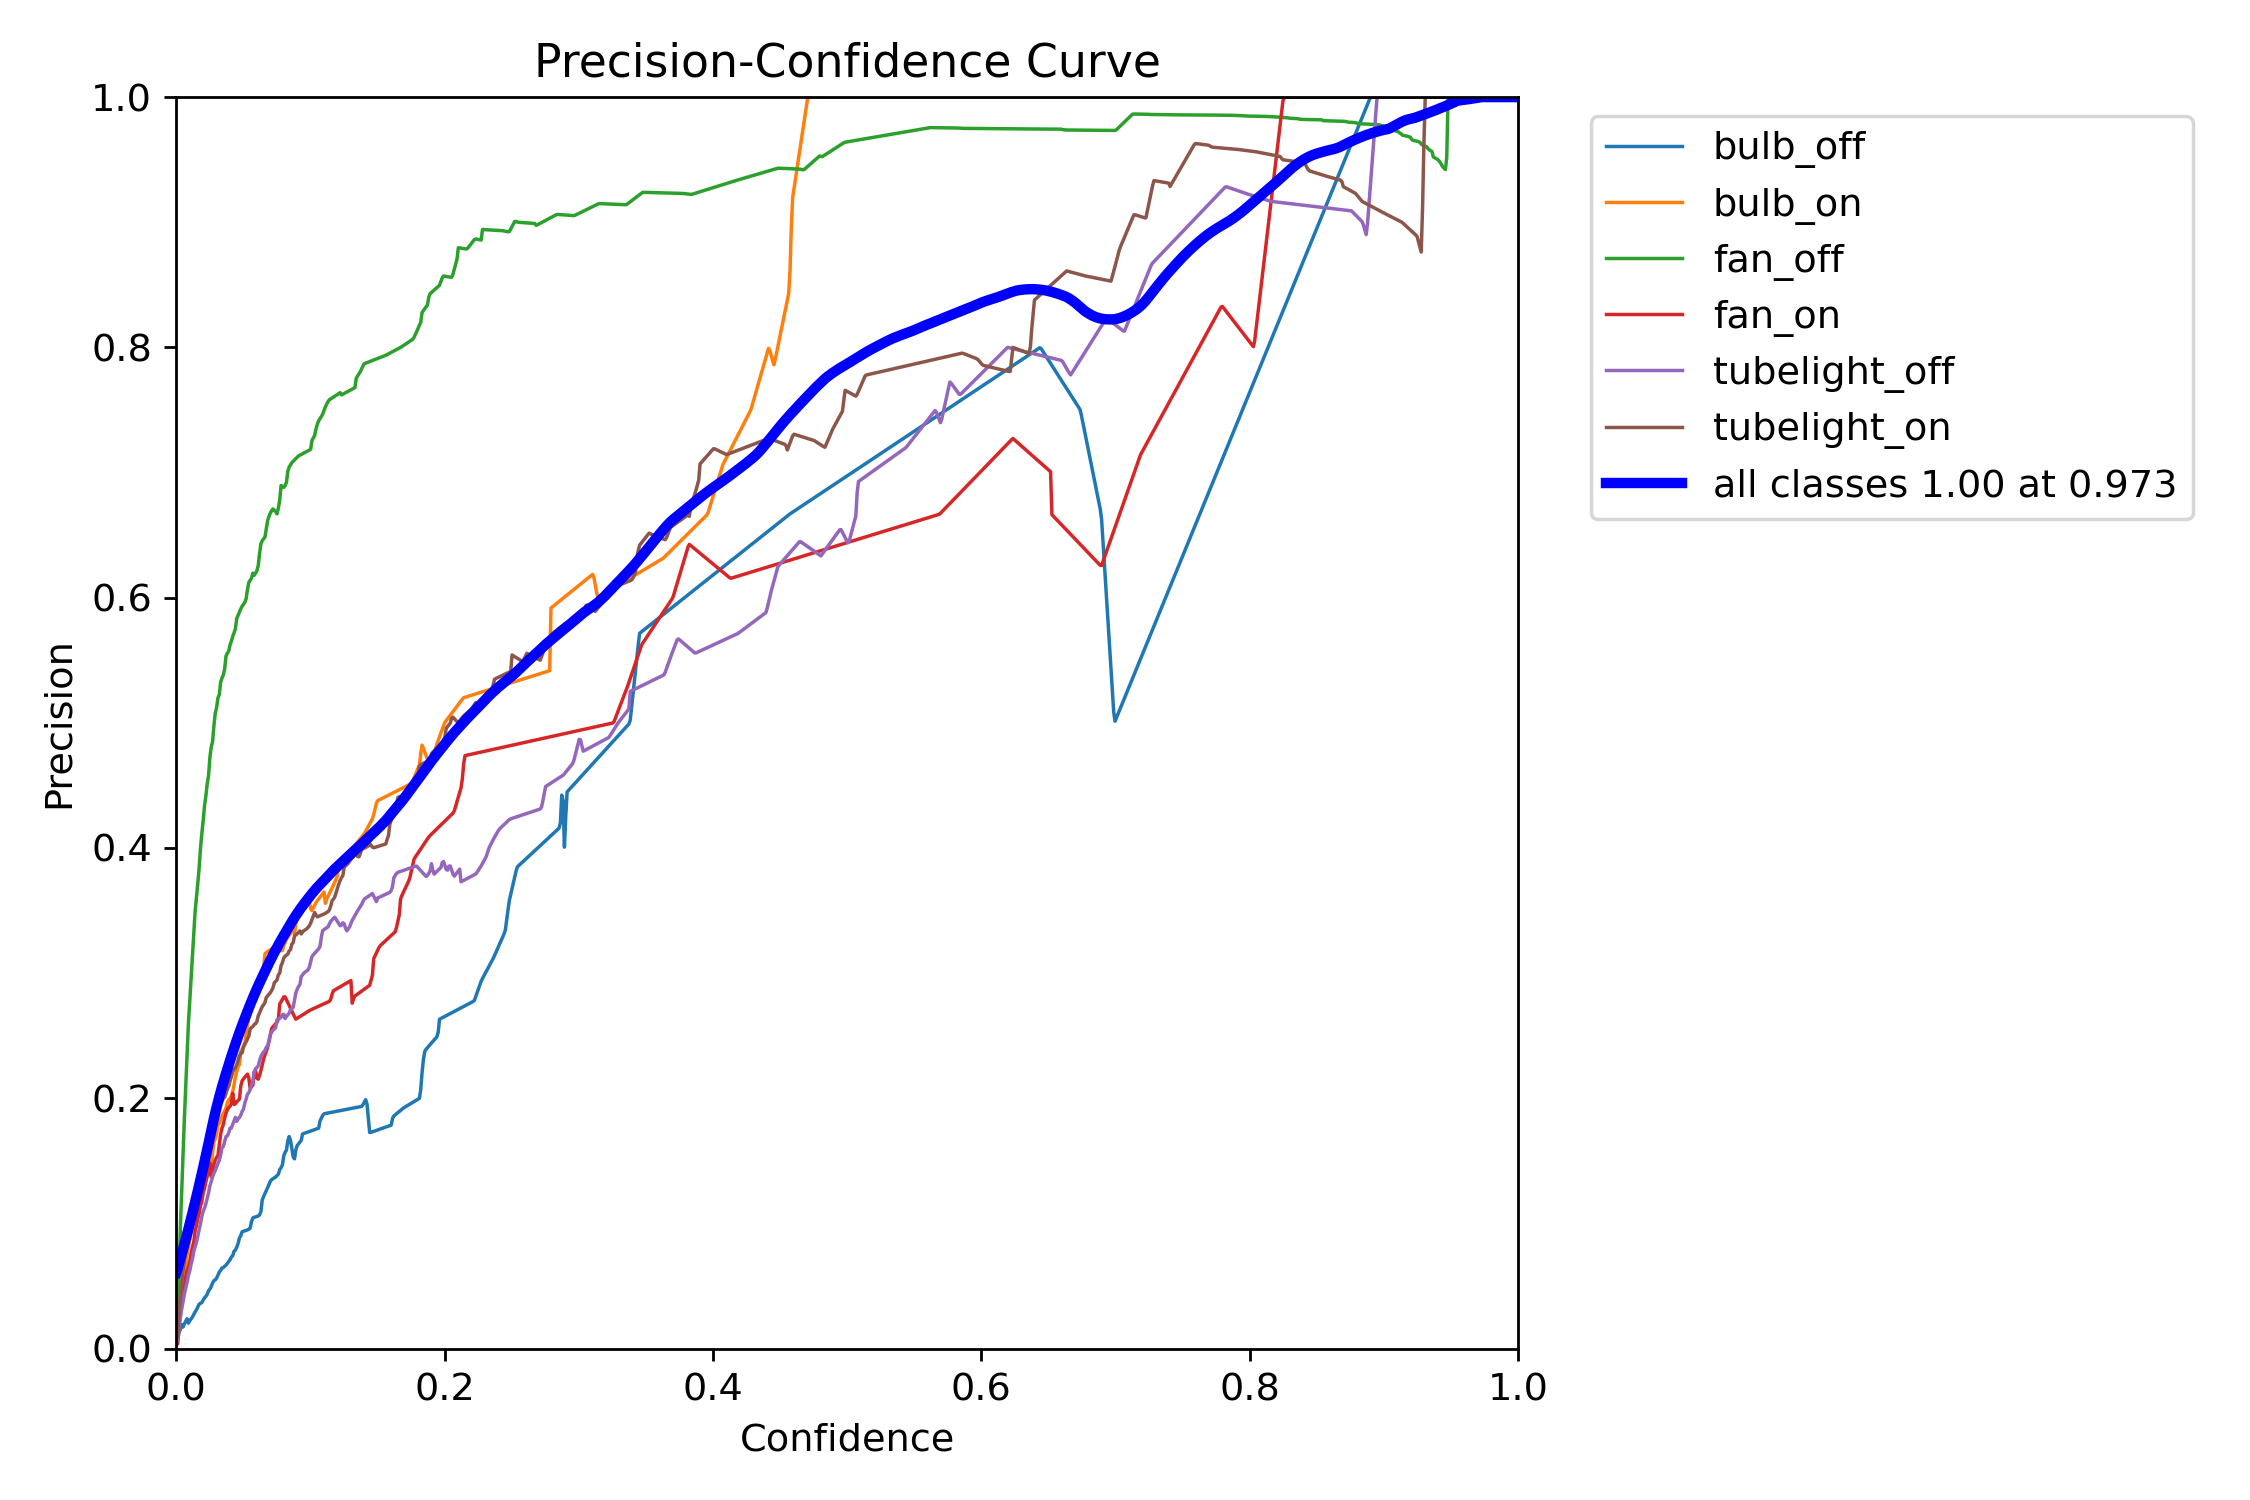 Precision-Confidence Curve
1.0
0.8
0.6
0.4
0.2
0.0
Precision
0.0 0.2 0.4 0.6 0.8 1.0
Confidence
bulb_off
bulb_on
fan_off
fan_on
tubelight_off
tubelight_on
all classes 1.00 at 0.973